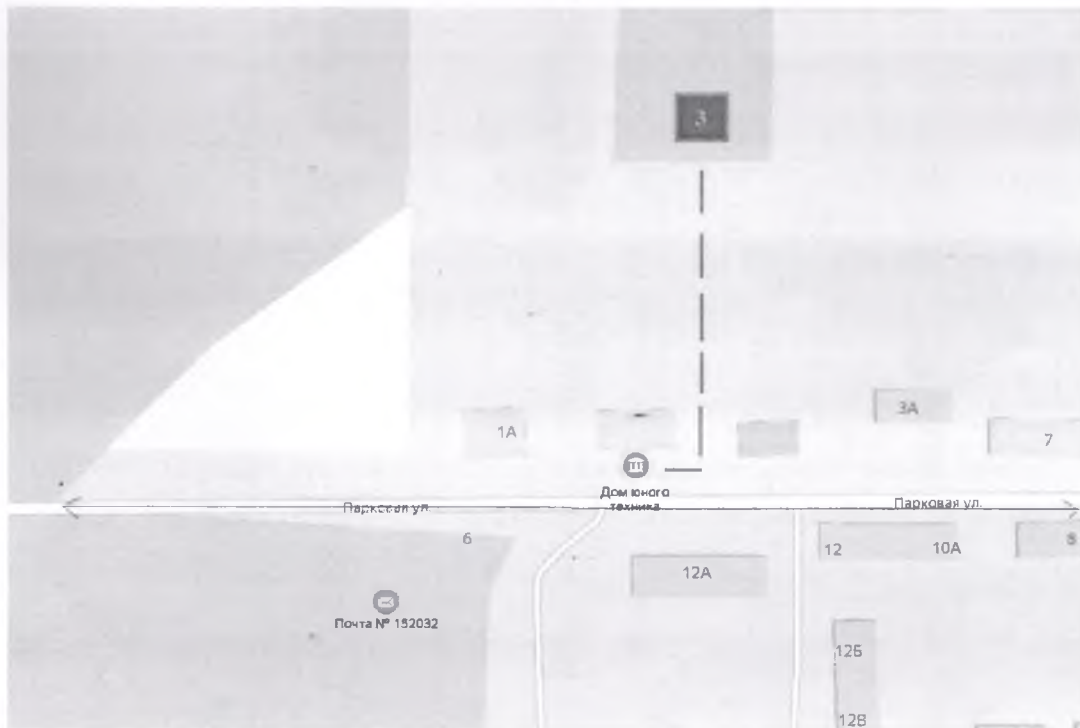 3
3А
1А
7
Дом юного
техника
Парковая ул.
Парковая ул.
6
12
10А
8
12А
Почта № 152032
12Б
12В